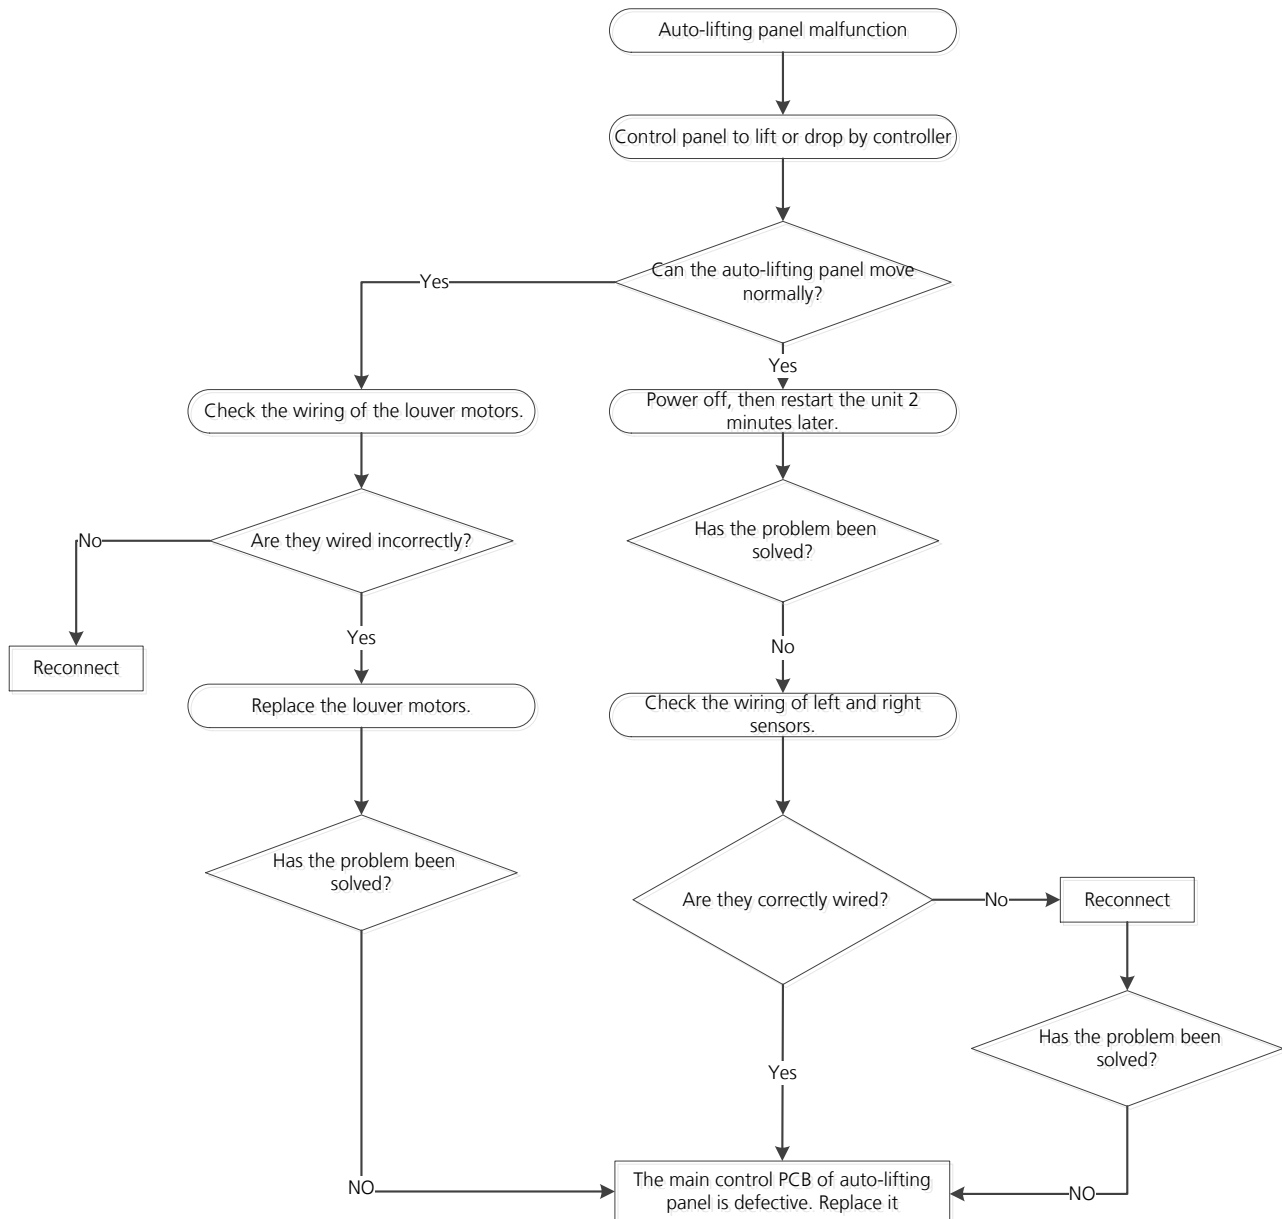 Auto-lifting panel malfunction
Control panel to lift or drop by controller
Can the auto-lifting panel move
normally?
Yes
Yes
Check the wiring of the louver motors.
Power off, then restart the unit 2
minutes later.
Are they wired incorrectly?
No
Has the problem been
solved?
Yes
No
Reconnect
Replace the louver motors.
Check the wiring of left and right
sensors.
Has the problem been
solved?
Are they correctly wired?
No
Reconnect
Has the problem been
solved?
Yes
NO
The main control PCB of auto-lifting
panel is defective. Replace it
NO